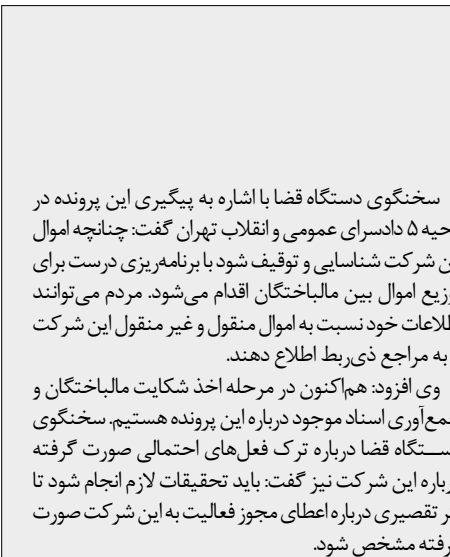 سخنگوی دستگاه قضا با اشاره به پیگیری این پرونده در
حیه ۵ دادسرای عمومی و انقلاب تهران گفت: چنانچه اموال
ن شرکت شناسایی و توقیف شود با برنامه‌ریزی درست برای
وزیع اموال بین مالباختگان اقدام می‌شود. مردم می‌توانند
طلاعات خود نسبت به اموال منقول و غیر منقول این شرکت
به مراجع ذی‌ربط اطلاع دهند.
وی افزود: هم‌اکنون در مرحله اخذ شکایت مالباختگان و
مع‌آوری اسناد موجود درباره این پرونده هستیم. سخنگوی
ستگاه قضا درباره ترک فعل‌های احتمالی صورت گرفته
رباره این شرکت نیز گفت: باید تحقیقات لازم انجام شود تا
ر تقصیری درباره اعطای مجوز فعالیت به این شرکت صورت
رفته مشخص شود.